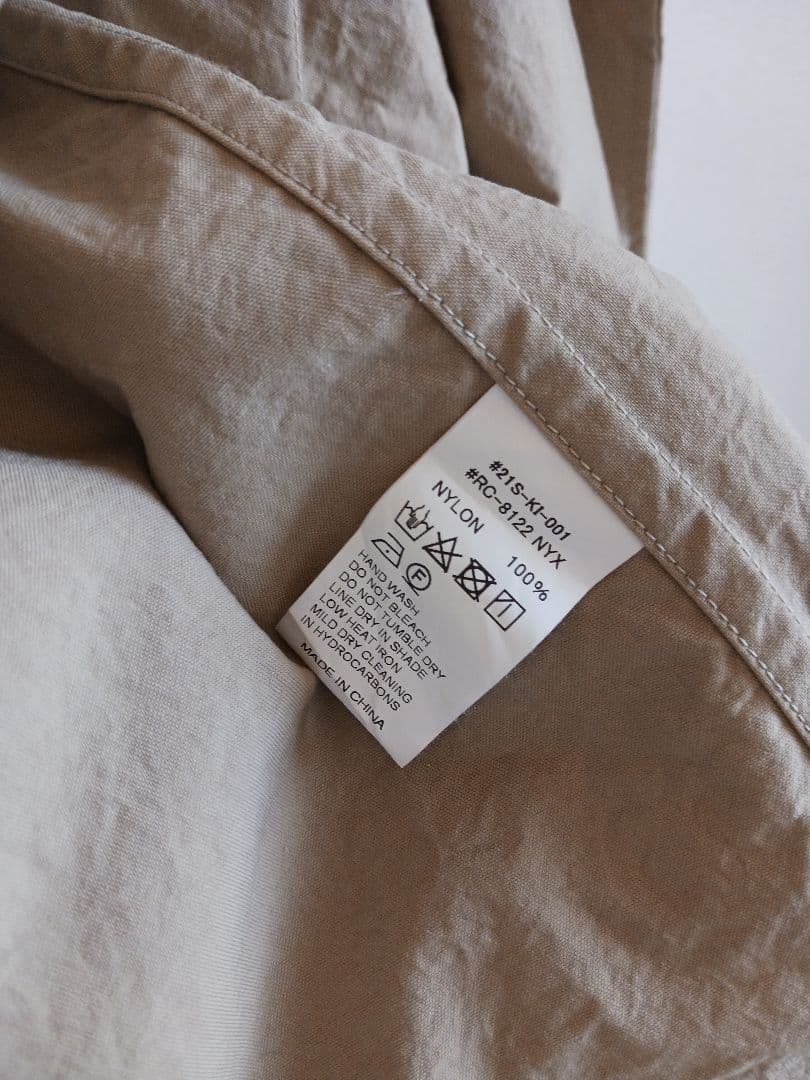 #21S-KI-001
#RC-8122 NYX
NYLON 100%
F
HAND WASH
DO NOT BLEACH
DO NOT TUMBLE DRY
LINE DRY IN SHADE
LOW HEAT IRON
MILD DRY CLEANING
IN HYDROCARBONS
MADE IN CHINA